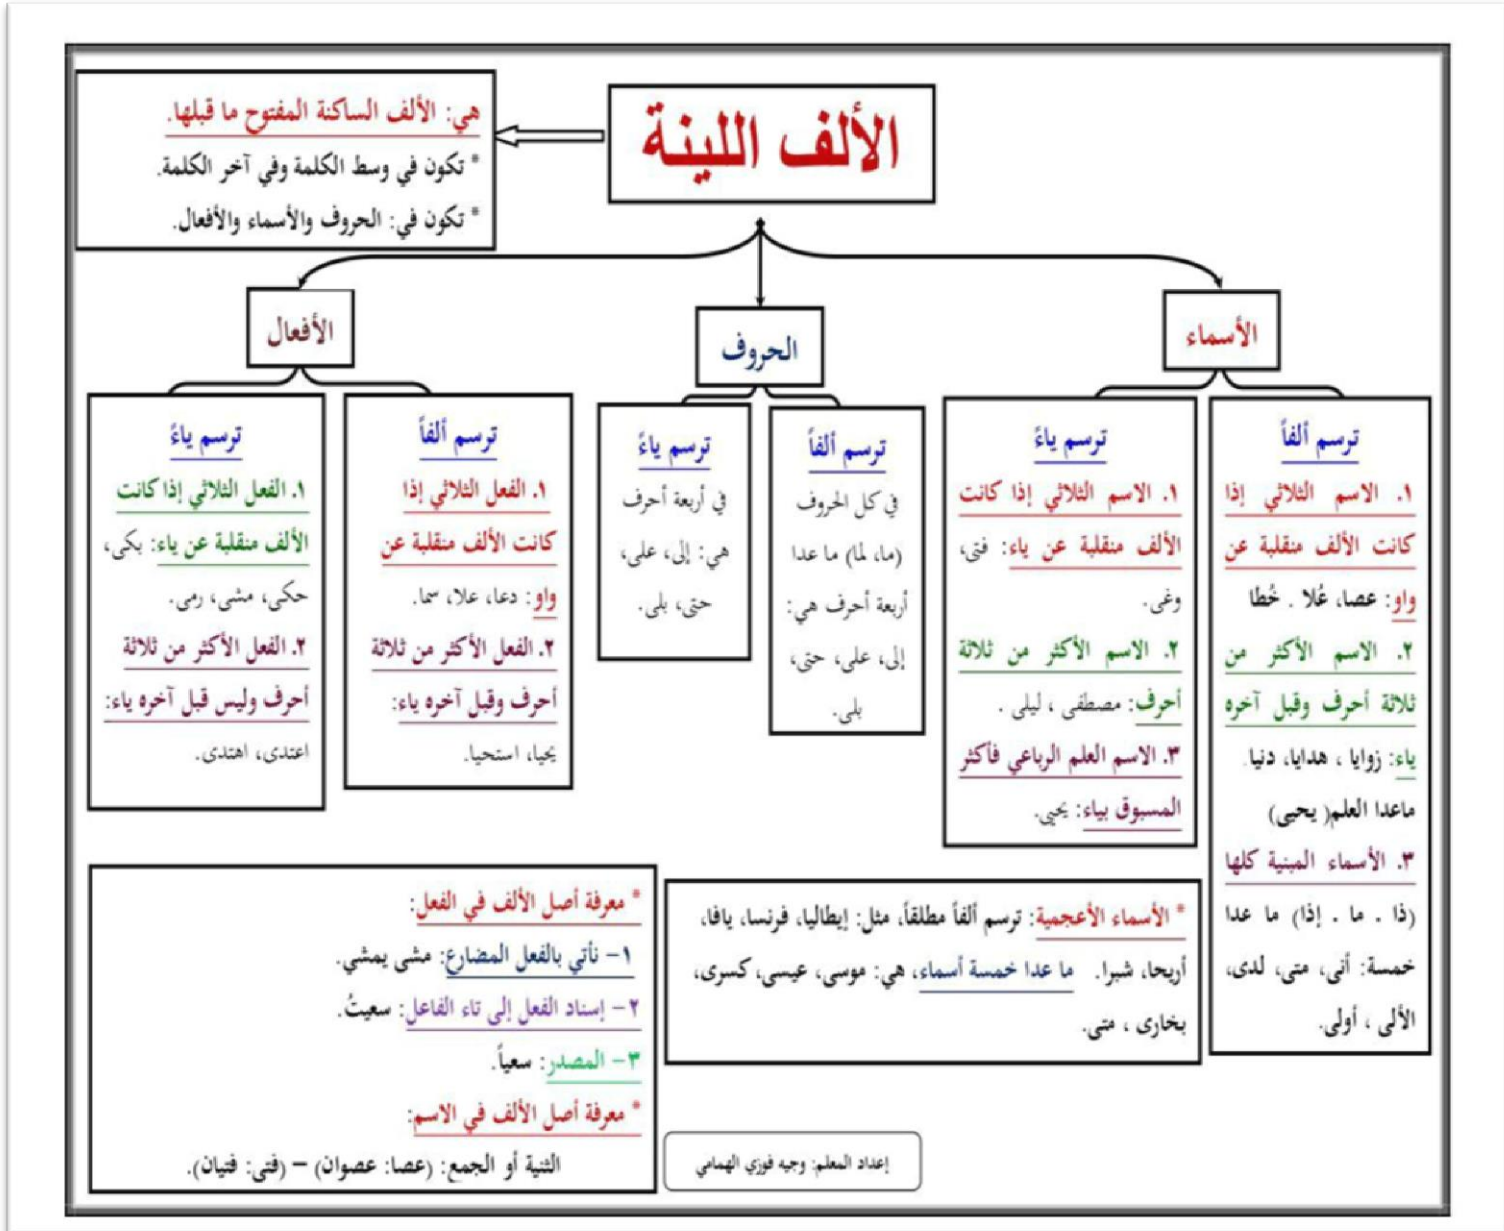 الألف اللينة
هي: الألف الساكنة المفتوح ما قبلها.
* تكون في وسط الكلمة وفي آخر الكلمة.
* تكون في: الحروف والأسماء والأفعال.
الأسماء
ترسم ألفاً
١. الاسم الثلاثي إذا
كانت الألف منقلبة عن
واو: عصا، عُلا . خُطا
٢. الاسم الأكثر من
ثلاثة أحرف وقبل آخره
ياء: زوايا ، هدايا، دنيا.
ماعدا العلم( يحيى)
٣. الأسماء المبنية كلها
(ذا . ما . إذا) ما عدا
خمسة: أنى، متى، لدى،
الألى ، أولى.
ترسم ياءً
١. الاسم الثلاثي إذا كانت
الألف منقلبة عن ياء: فتى،
وغى.
٢. الاسم الأكثر من ثلاثة
أحرف: مصطفى ، ليلى .
٣. الاسم العلم الرباعي فأكثر
المسبوق بياء: يحيى.
الحروف
ترسم ألفاً
في كل الحروف
(ما، لما) ما عدا
أربعة أحرف هي:
إلى، على، حتى،
بلى.
ترسم ياءً
في أربعة أحرف
هي: إلى، على،
حتى، بلى.
الأفعال
ترسم ألفاً
١. الفعل الثلاثي إذا
كانت الألف منقلبة عن
واو: دعا، علا، سما.
٢. الفعل الأكثر من ثلاثة
أحرف وقبل آخره ياء:
يحيا، استحيا.
ترسم ياءً
١. الفعل الثلاثي إذا كانت
الألف منقلبة عن ياء: بكى،
حكى، مشى، رمى.
٢. الفعل الأكثر من ثلاثة
أحرف وليس قبل آخره ياء:
اعتدى، اهتدى.
* الأسماء الأعجمية: ترسم ألفاً مطلقاً، مثل: إيطاليا، فرنسا، يافا،
أريحا، شبرا. ما عدا خمسة أسماء، هي: موسى، عيسى، كسرى،
بخارى ، متى.
* معرفة أصل الألف في الفعل:
١- نأتي بالفعل المضارع: مشى يمشي.
٢- إسناد الفعل إلى تاء الفاعل: سعيتُ.
٣- المصدر: سعياً.
* معرفة أصل الألف في الاسم:
الثنية أو الجمع: (عصا: عصوان) – (فتى: فتيان).
إعداد المعلم: وجيه فوزي الهمامي